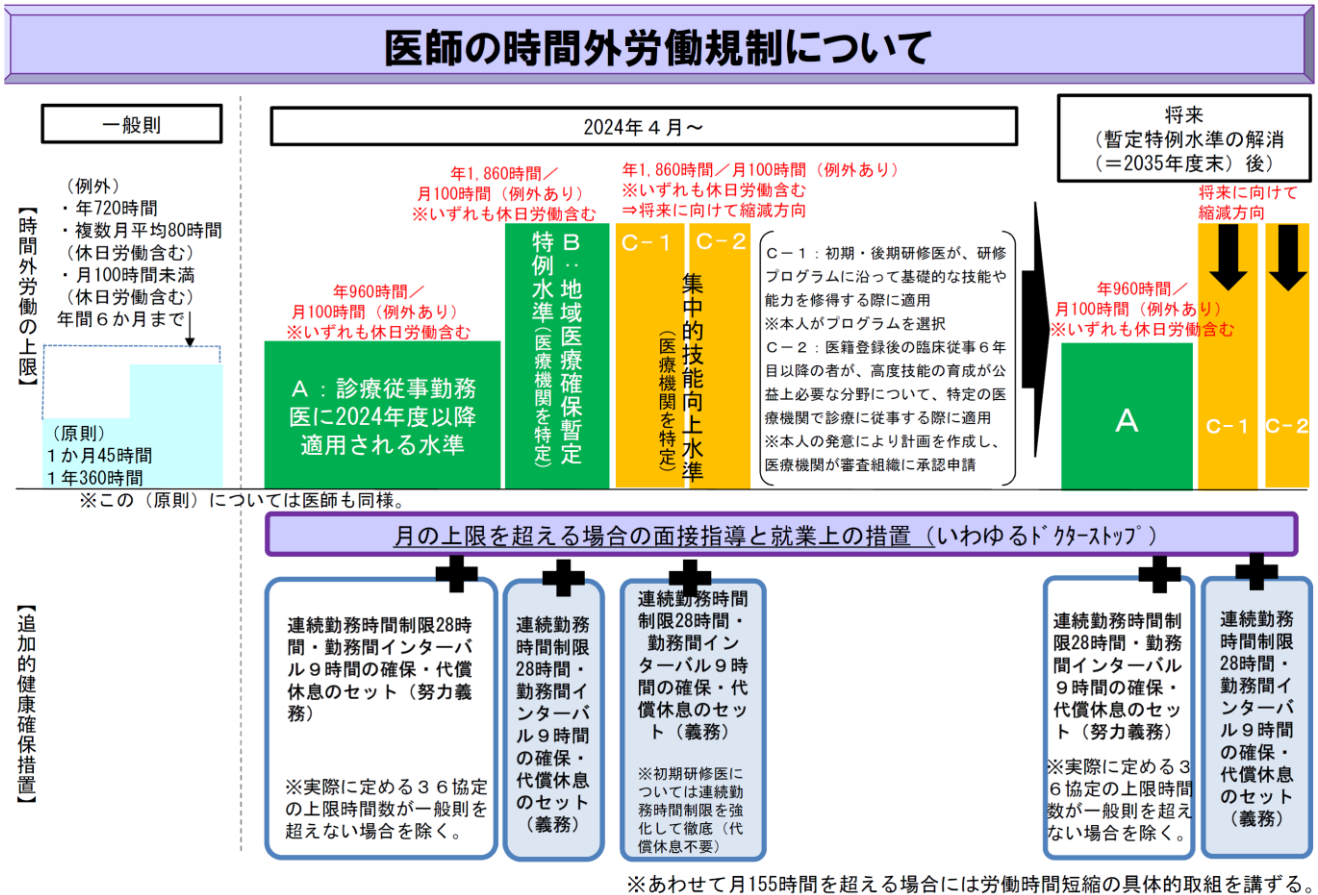 医師の時間外労働規制について
一般則
2024年４月～
将来
（暫定特例水準の解消
（＝2035年度末）後）
【時間外労働の上限】
（例外）
・年720時間
・複数月平均80時間
（休日労働含む）
・月100時間未満
（休日労働含む）
年間６か月まで
（原則）
１か月45時間
１年360時間
※この（原則）については医師も同様。
年960時間／
月100時間（例外あり）
※いずれも休日労働含む
Ａ：診療従事勤務
医に2024年度以降
適用される水準
年1,860時間／
月100時間（例外あり）
※いずれも休日労働含む
Ｂ：地域医療確保暫定
特例水準（医療機関を特定）
年1,860時間／月100時間（例外あり）
※いずれも休日労働含む
⇒将来に向けて縮減方向
Ｃ－１
Ｃ－２
集中的技能向上水準
（医療機関を特定）
Ｃ－１：初期・後期研修医が、研修
プログラムに沿って基礎的な技能や
能力を修得する際に適用
※本人がプログラムを選択
Ｃ－２：医籍登録後の臨床従事６年
目以降の者が、高度技能の育成が公
益上必要な分野について、特定の医
療機関で診療に従事する際に適用
※本人の発意により計画を作成し、
医療機関が審査組織に承認申請
年960時間／
月100時間（例外あり）
※いずれも休日労働含む
Ａ
将来に向けて
縮減方向
Ｃ－１
Ｃ－２
月の上限を超える場合の面接指導と就業上の措置（いわゆるﾄﾞｸﾀｰｽﾄｯﾌﾟ）
【追加的健康確保措置】
連続勤務時間制限28時
間・勤務間インターバ
ル９時間の確保・代償
休息のセット（努力義
務）
※実際に定める３６協定
の上限時間数が一般則を
超えない場合を除く。
連続勤務
時間制限
28時間・
勤務間イ
ンターバ
ル９時間
の確保・
代償休息
のセット
（義務）
連続勤務時間
制限28時間・
勤務間イン
ターバル９時
間の確保・代
償休息のセッ
ト（義務）
※初期研修医に
ついては連続勤
務時間制限を強
化して徹底（代
償休息不要）
連続勤務時間制
限28時間・勤務
間インターバル
９時間の確保・
代償休息のセッ
ト（努力義務）
※実際に定める３
６協定の上限時間
数が一般則を超え
ない場合を除く。
連続勤務
時間制限
28時間・
勤務間イ
ンターバ
ル９時間
の確保・
代償休息
のセット
（義務）
※あわせて月155時間を超える場合には労働時間短縮の具体的取組を講ずる。